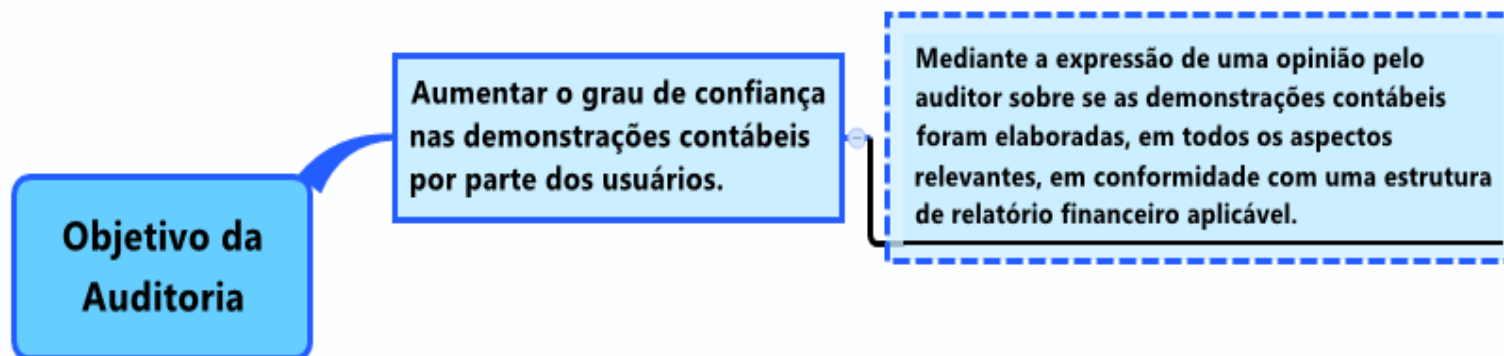 Objetivo da
Auditoria
Aumentar o grau de confiança
nas demonstrações contábeis
por parte dos usuários.
Mediante a expressão de uma opinião pelo
auditor sobre se as demonstrações contábeis
foram elaboradas, em todos os aspectos
relevantes, em conformidade com uma estrutura
de relatório financeiro aplicável.